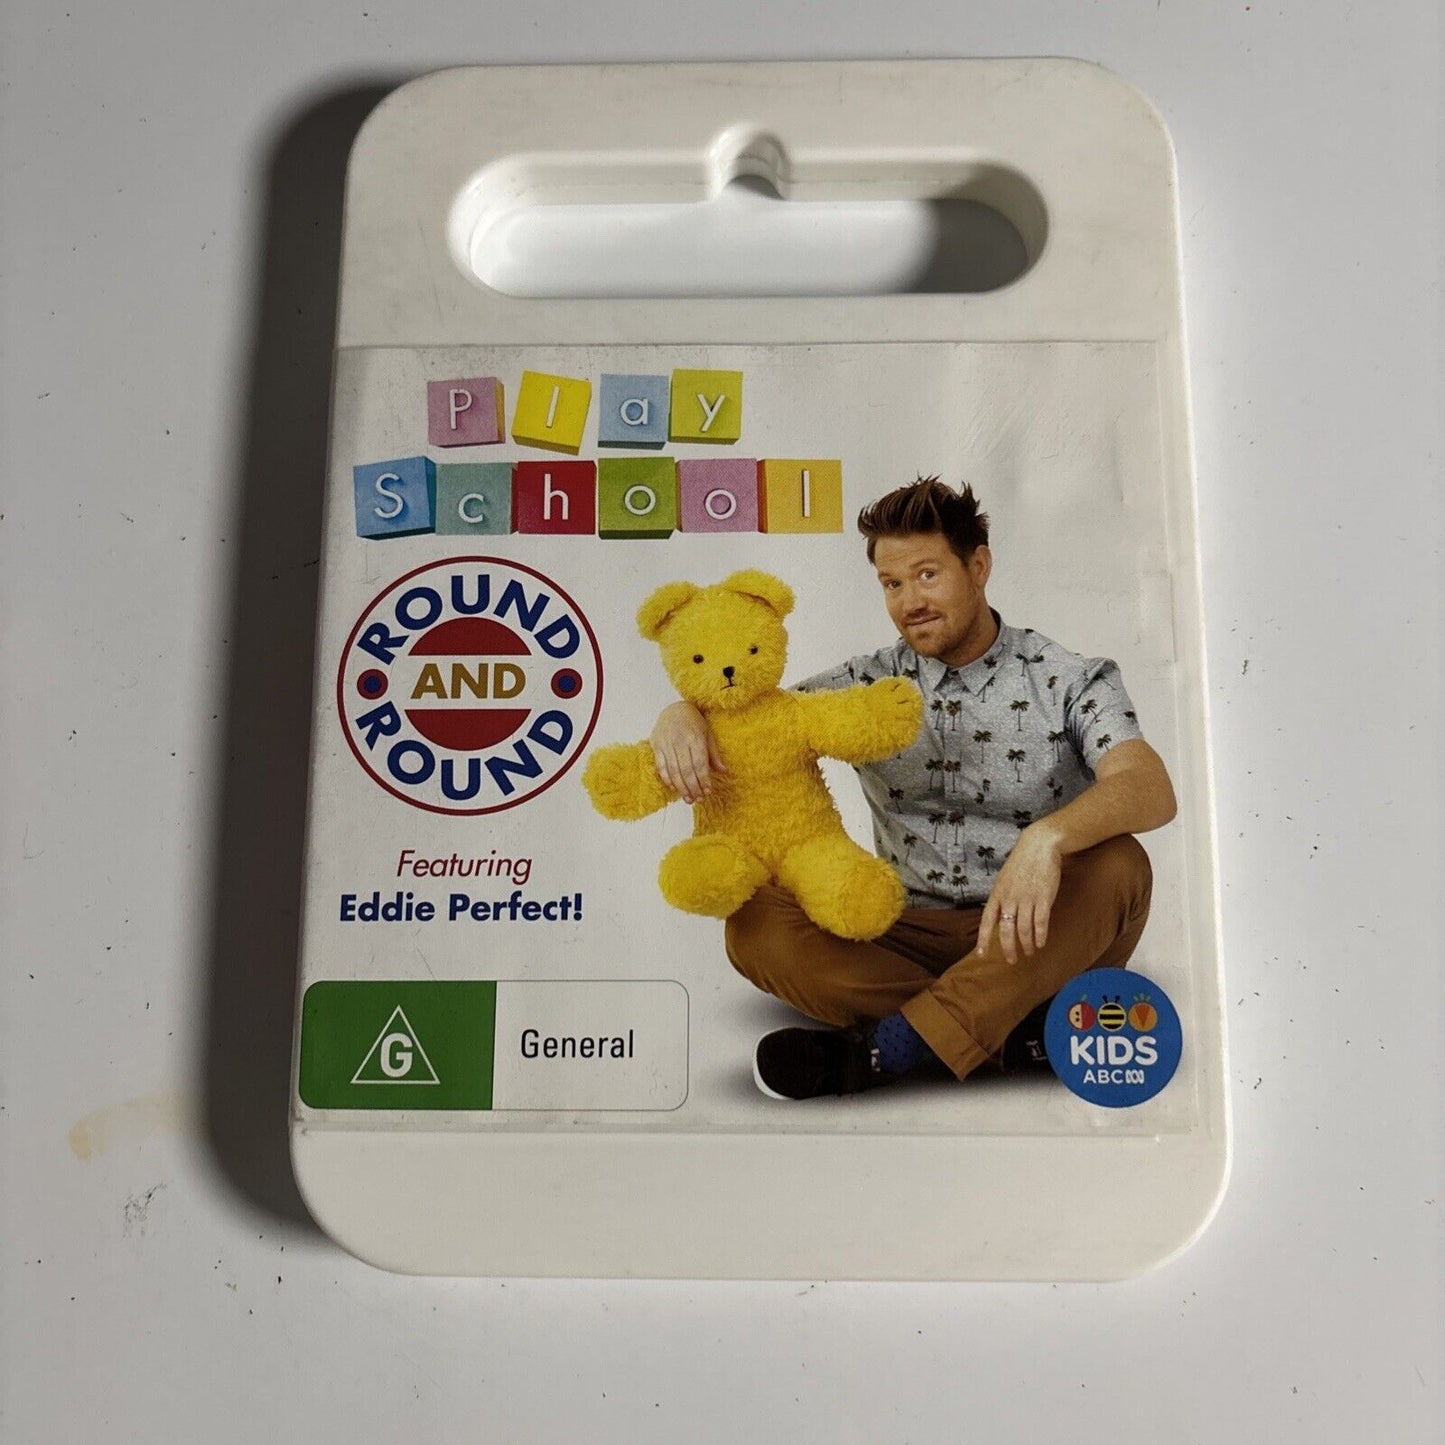 Play
School
ROUND
AND
ROUND
Featuring
Eddie Perfect!
G
General
KIDS
ABC